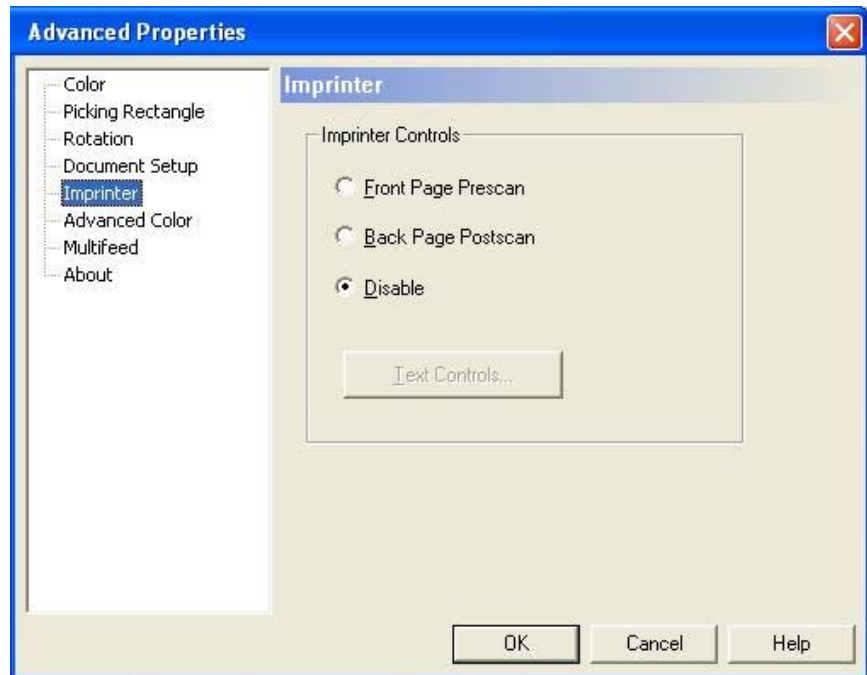 Advanced Properties
Color
Picking Rectangle
Rotation
Document Setup
Imprinter
Advanced Color
Multifeed
About
Imprinter
Imprinter Controls
Front Page Prescan
Back Page Postscan
Disable
Text Controls...
OK
Cancel
Help